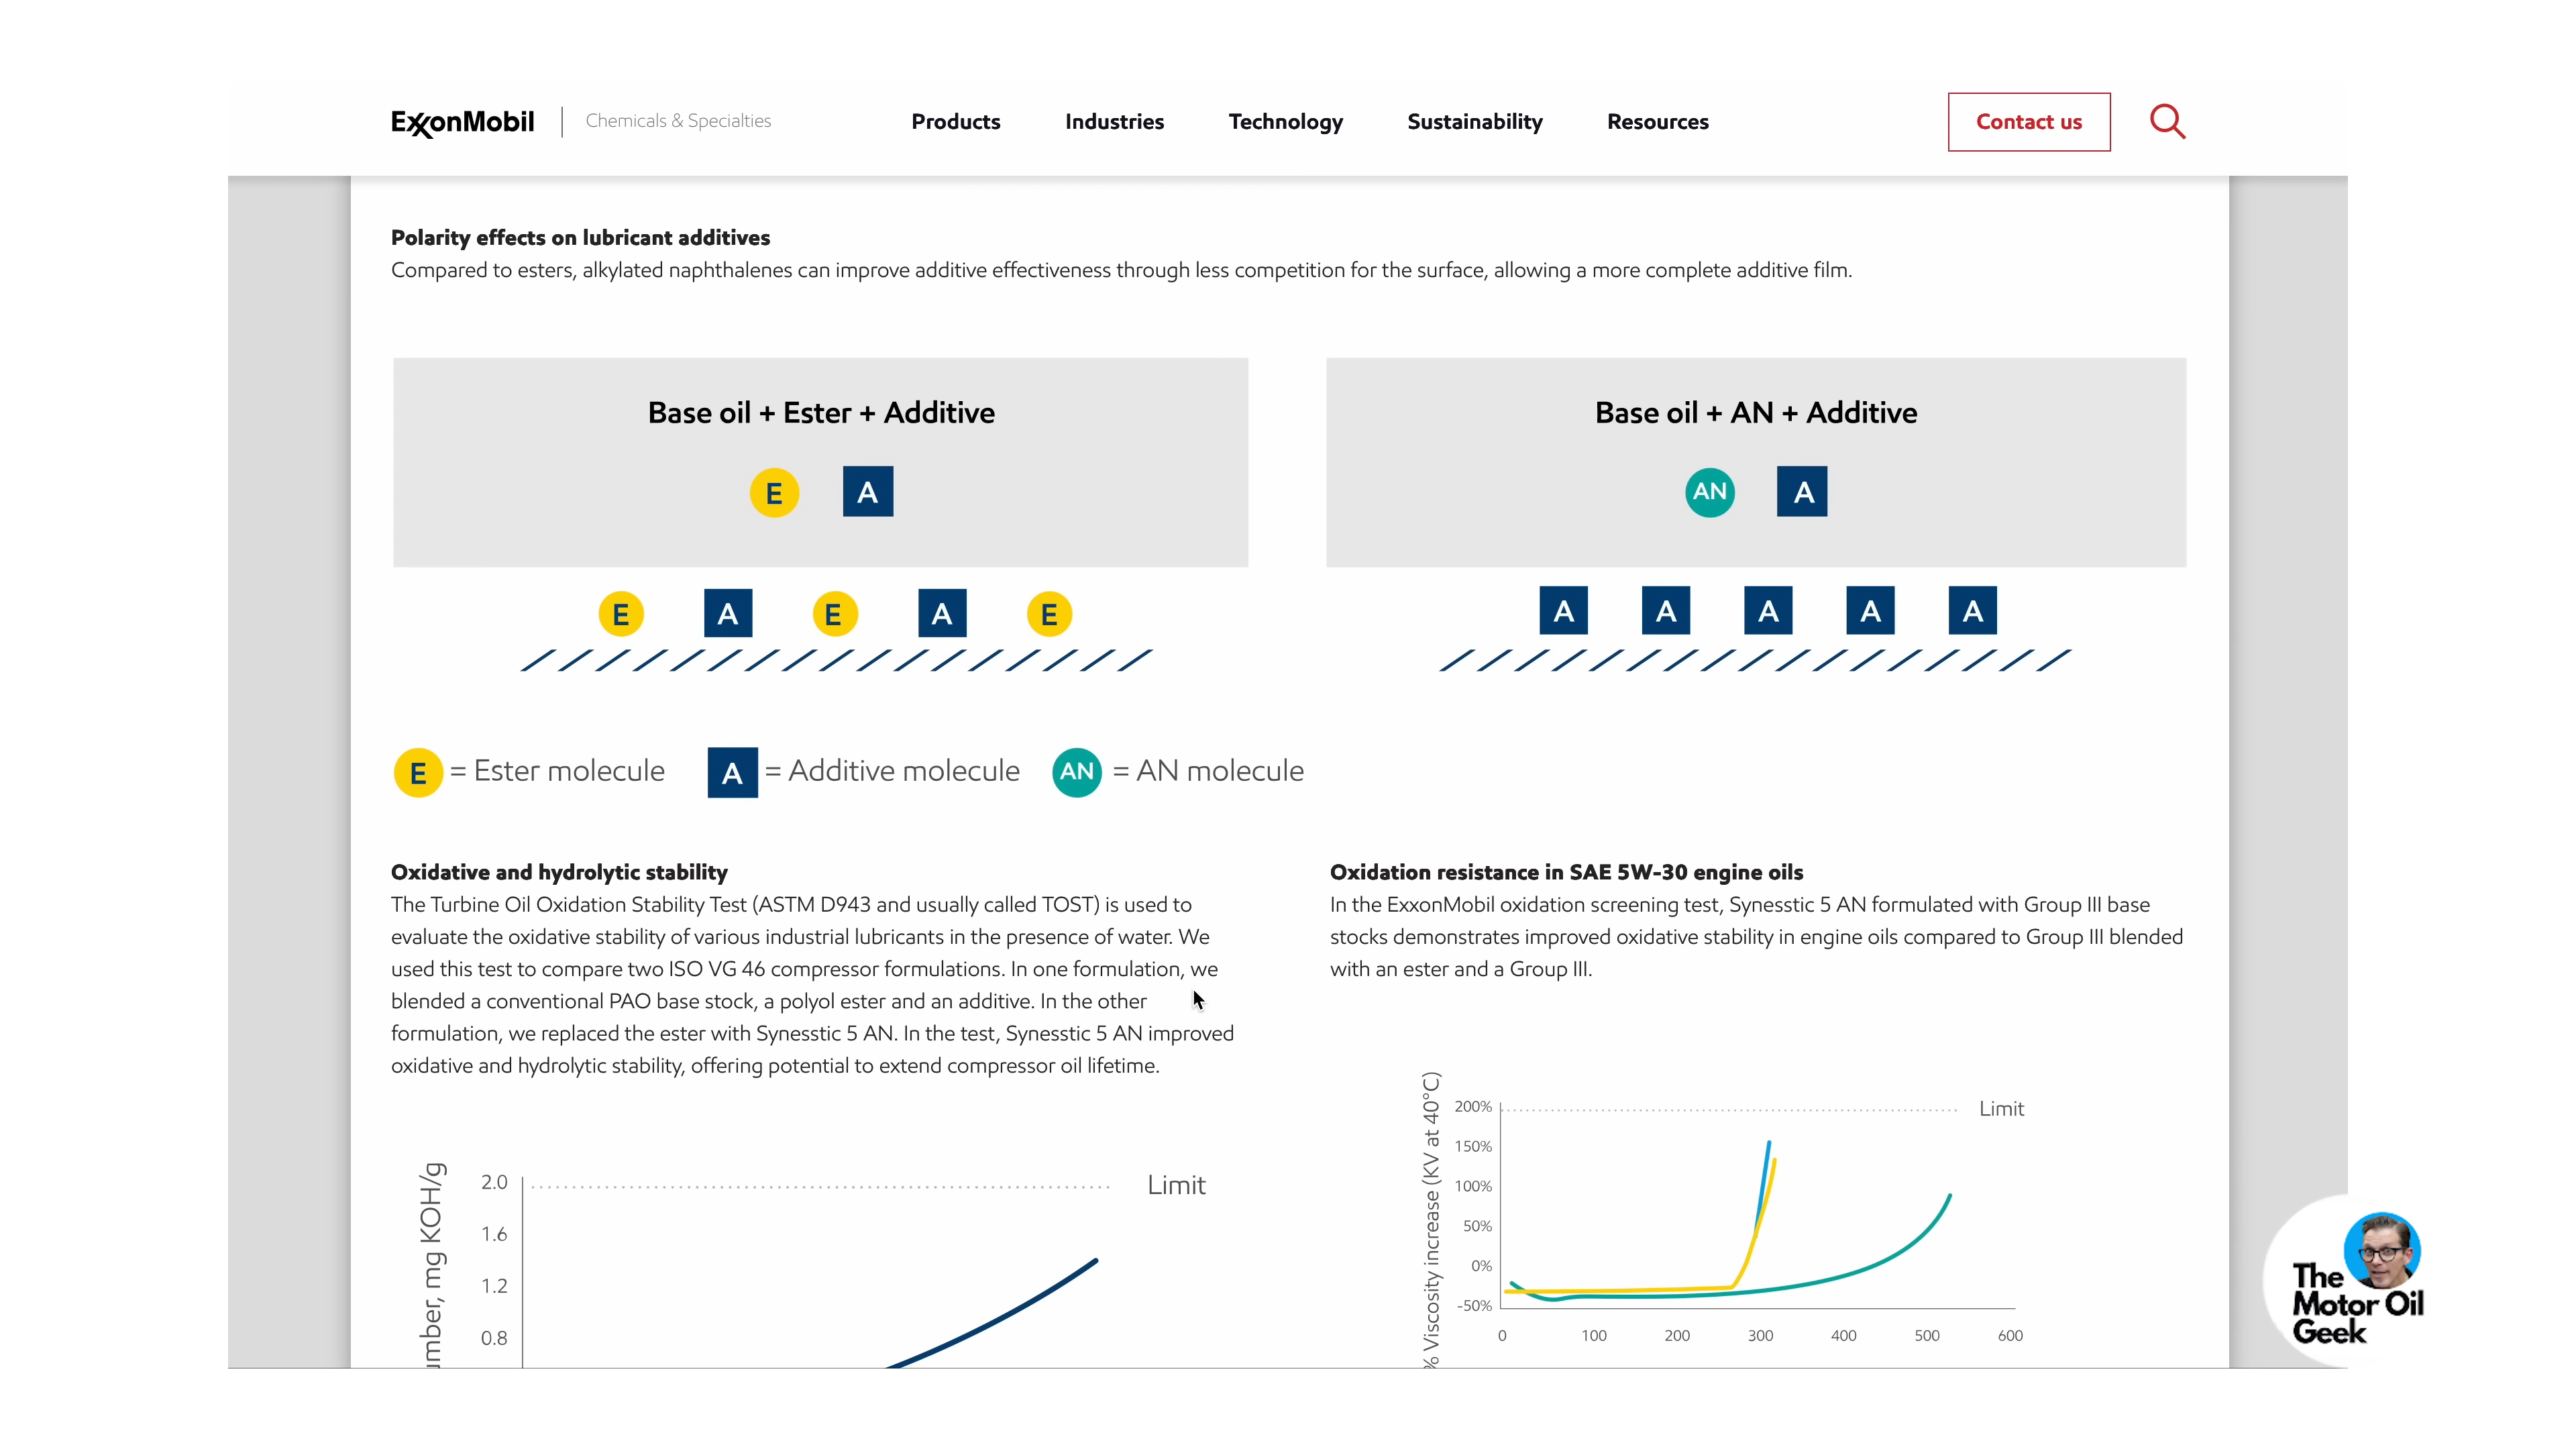 ExxonMobil
Chemicals & Specialties
Products
Industries
Technology
Sustainability
Resources
Contact us
Polarity effects on lubricant additives
Compared to esters, alkylated naphthalenes can improve additive effectiveness through less competition for the surface, allowing a more complete additive film.
Base oil + Ester + Additive
E A
E A E A E
Base oil + AN + Additive
AN A
A A A A A
E = Ester molecule A = Additive molecule AN = AN molecule
Oxidative and hydrolytic stability
The Turbine Oil Oxidation Stability Test (ASTM D943 and usually called TOST) is used to
evaluate the oxidative stability of various industrial lubricants in the presence of water. We
used this test to compare two ISO VG 46 compressor formulations. In one formulation, we
blended a conventional PAO base stock, a polyol ester and an additive. In the other
formulation, we replaced the ester with Synesstic 5 AN. In the test, Synesstic 5 AN improved
oxidative and hydrolytic stability, offering potential to extend compressor oil lifetime.
mg KOH/g
2.0
1.6
1.2
0.8
Limit
Oxidation resistance in SAE 5W-30 engine oils
In the ExxonMobil oxidation screening test, Synesstic 5 AN formulated with Group III base
stocks demonstrates improved oxidative stability in engine oils compared to Group III blended
with an ester and a Group III.
% Viscosity increase (KV at 40°C)
200%
150%
100%
50%
0%
-50%
Limit
0 100 200 300 400 500 600
The
Motor Oil
Geek